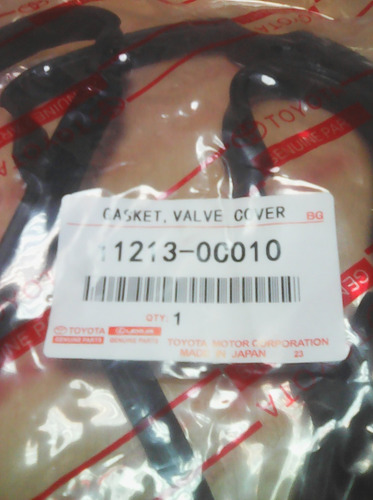 GASKET, VALVE COVER BG
11213-0C010
QTY. 1
TOYOTA LEXUS
GENUINE PARTS GENUINE PARTS
TOYOTA MOTOR CORPORATION
MADE IN JAPAN 23
TOYOTA
GENUINE PARTS